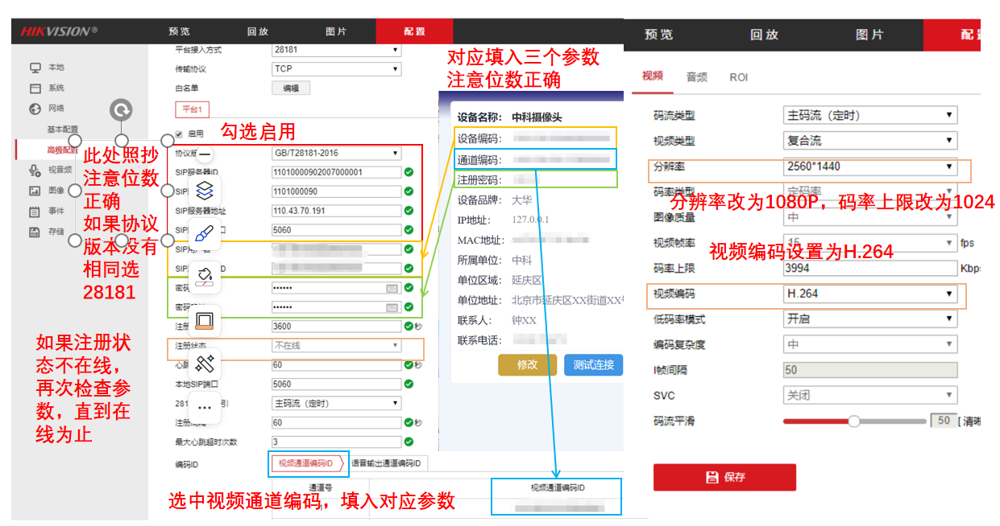 HIKVISION®
预览
回放
图片
配置
本地
系统
网络
基本配置
高级配置
视音频
图像
事件
存储
平台接入方式
28181
传输协议
TCP
白名单
编辑
平台1
启用
勾选启用
协议版
GB/T28181-2016
SIP服务器ID
11010000902007000001
SIP
1101000090
SIP服务器地址
110.43.70.191
SIP
口
5060
SIP用户名
SIP
D
密码
••••••
密码
••••••
注册
3600
秒
注册状态
不在线
心跳
60
秒
本地SIP端口
5060
281
引
主码流（定时）
注册间隔
60
秒
最大心跳超时次数
3
编码ID
视频通道编码ID
语音输出通道编码ID
通道号
视频通道编码ID
1
此处照抄
注意位数
正确
如果协议
版本没有
相同选
28181
如果注册状
态不在线，
再次检查参
数，直到在
线为止
选中视频通道编码，填入对应参数
对应填入三个参数
注意位数正确
设备名称： 中科摄像头
设备编码：
通道编码：
注册密码：
设备品牌： 大华
IP地址： 127.0.0.1
MAC地址：
所属单位： 中科
单位区域： 延庆区
单位地址： 北京市延庆区XX街道XX
联系人： 钟XX
联系电话：
修改
测试连接
预览
回放
图片
视频
音频
ROI
码流类型
主码流（定时）
视频类型
复合流
分辨率
2560*1440
码率类型
定码率
分辨率改为1080P，码率上限改为1024
图像质量
中
视频帧率
15
fps
视频编码设置为H.264
码率上限
3994
Kbp
视频编码
H.264
低码率模式
开启
编码复杂度
中
I帧间隔
50
SVC
关闭
码流平滑
50
[ 清晰
保存